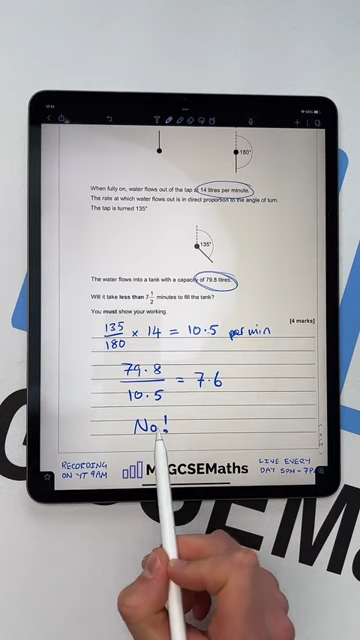 180°
When fully on, water flows out of the tap at 14 litres per minute.
The rate at which water flows out is in direct proportion to the angle of turn.
The tap is turned 135°
135°
The water flows into a tank with a capacity of 79.8 litres.
Will it take less than 7 1/2 minutes to fill the tank?
You must show your working.
[4 marks]
135/180 × 14 = 10.5 per min
79.8/10.5 = 7.6
No!
RECORDING ON YT 9AM
MyGCSEMaths
LIVE EVERY DAY 5PM-7P